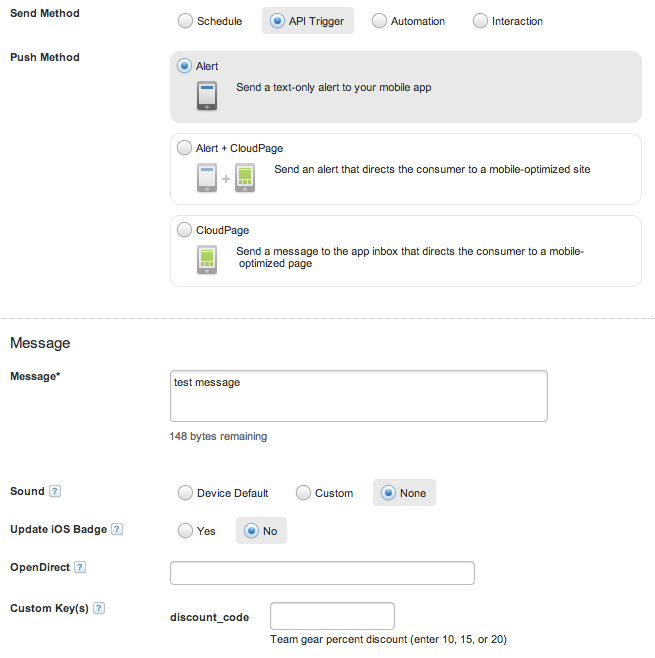 Send Method
Schedule API Trigger Automation Interaction
Push Method
Alert
Send a text-only alert to your mobile app
Alert + CloudPage
+
Send an alert that directs the consumer to a mobile-optimized site
CloudPage
Send a message to the app inbox that directs the consumer to a mobile-
optimized page
Message
Message*
test message
148 bytes remaining
Sound ? Device Default Custom None
Update iOS Badge ? Yes No
OpenDirect ?
Custom Key(s) ?
discount_code
Team gear percent discount (enter 10, 15, or 20)